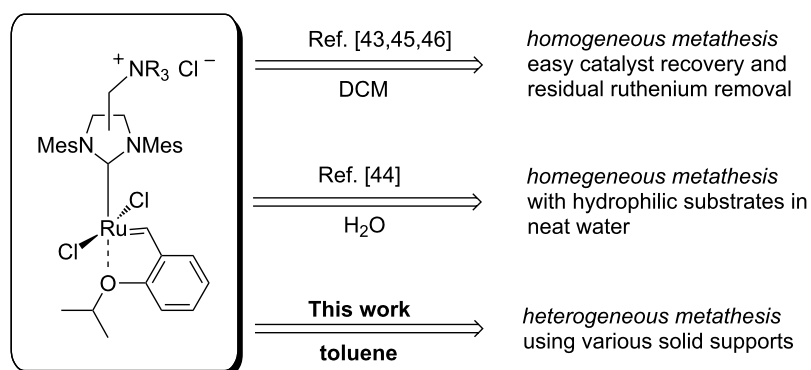 +
NR3 Cl−
MesN NMes
Cl
Ru
Cl
O
Ref. [43,45,46]
DCM
homogeneous metathesis
easy catalyst recovery and
residual ruthenium removal
Ref. [44]
H2O
homegeneous metathesis
with hydrophilic substrates in
neat water
This work
toluene
heterogeneous metathesis
using various solid supports